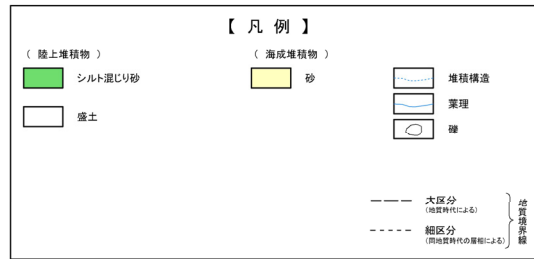 【 凡 例 】
( 陸上堆積物 )
シルト混じり砂
盛土
( 海成堆積物 )
砂
堆積構造
葉理
礫
大区分
(地質時代による)
細区分
(同地質時代の層相による)
地質境界線